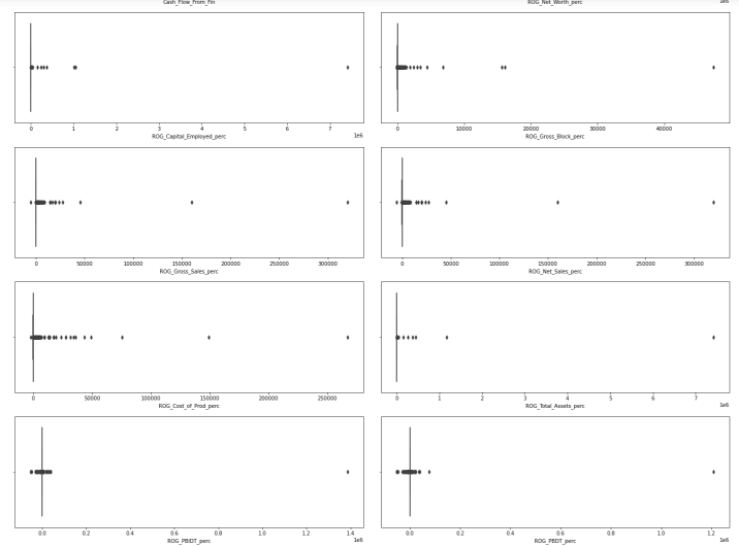 Cash_Flow_From_Fin ROG_Net_Worth_perc 1e6
0 1 2 3 4 5 6 7 1e6 0 10000 20000 30000 40000
ROG_Capital_Employed_perc ROG_Gross_Block_perc
0 50000 100000 150000 200000 250000 300000 0 50000 100000 150000 200000 250000 300000
ROG_Gross_Sales_perc ROG_Net_Sales_perc
0 50000 100000 150000 200000 250000 0 1 2 3 4 5 6 7 1e6
ROG_Cost_of_Prod_perc ROG_Total_Assets_perc
0.0 0.2 0.4 0.6 0.8 1.0 1.2 1.4 1e6 0.0 0.2 0.4 0.6 0.8 1.0 1.2 1e6
ROG_PBIDT_perc ROG_PBDT_perc